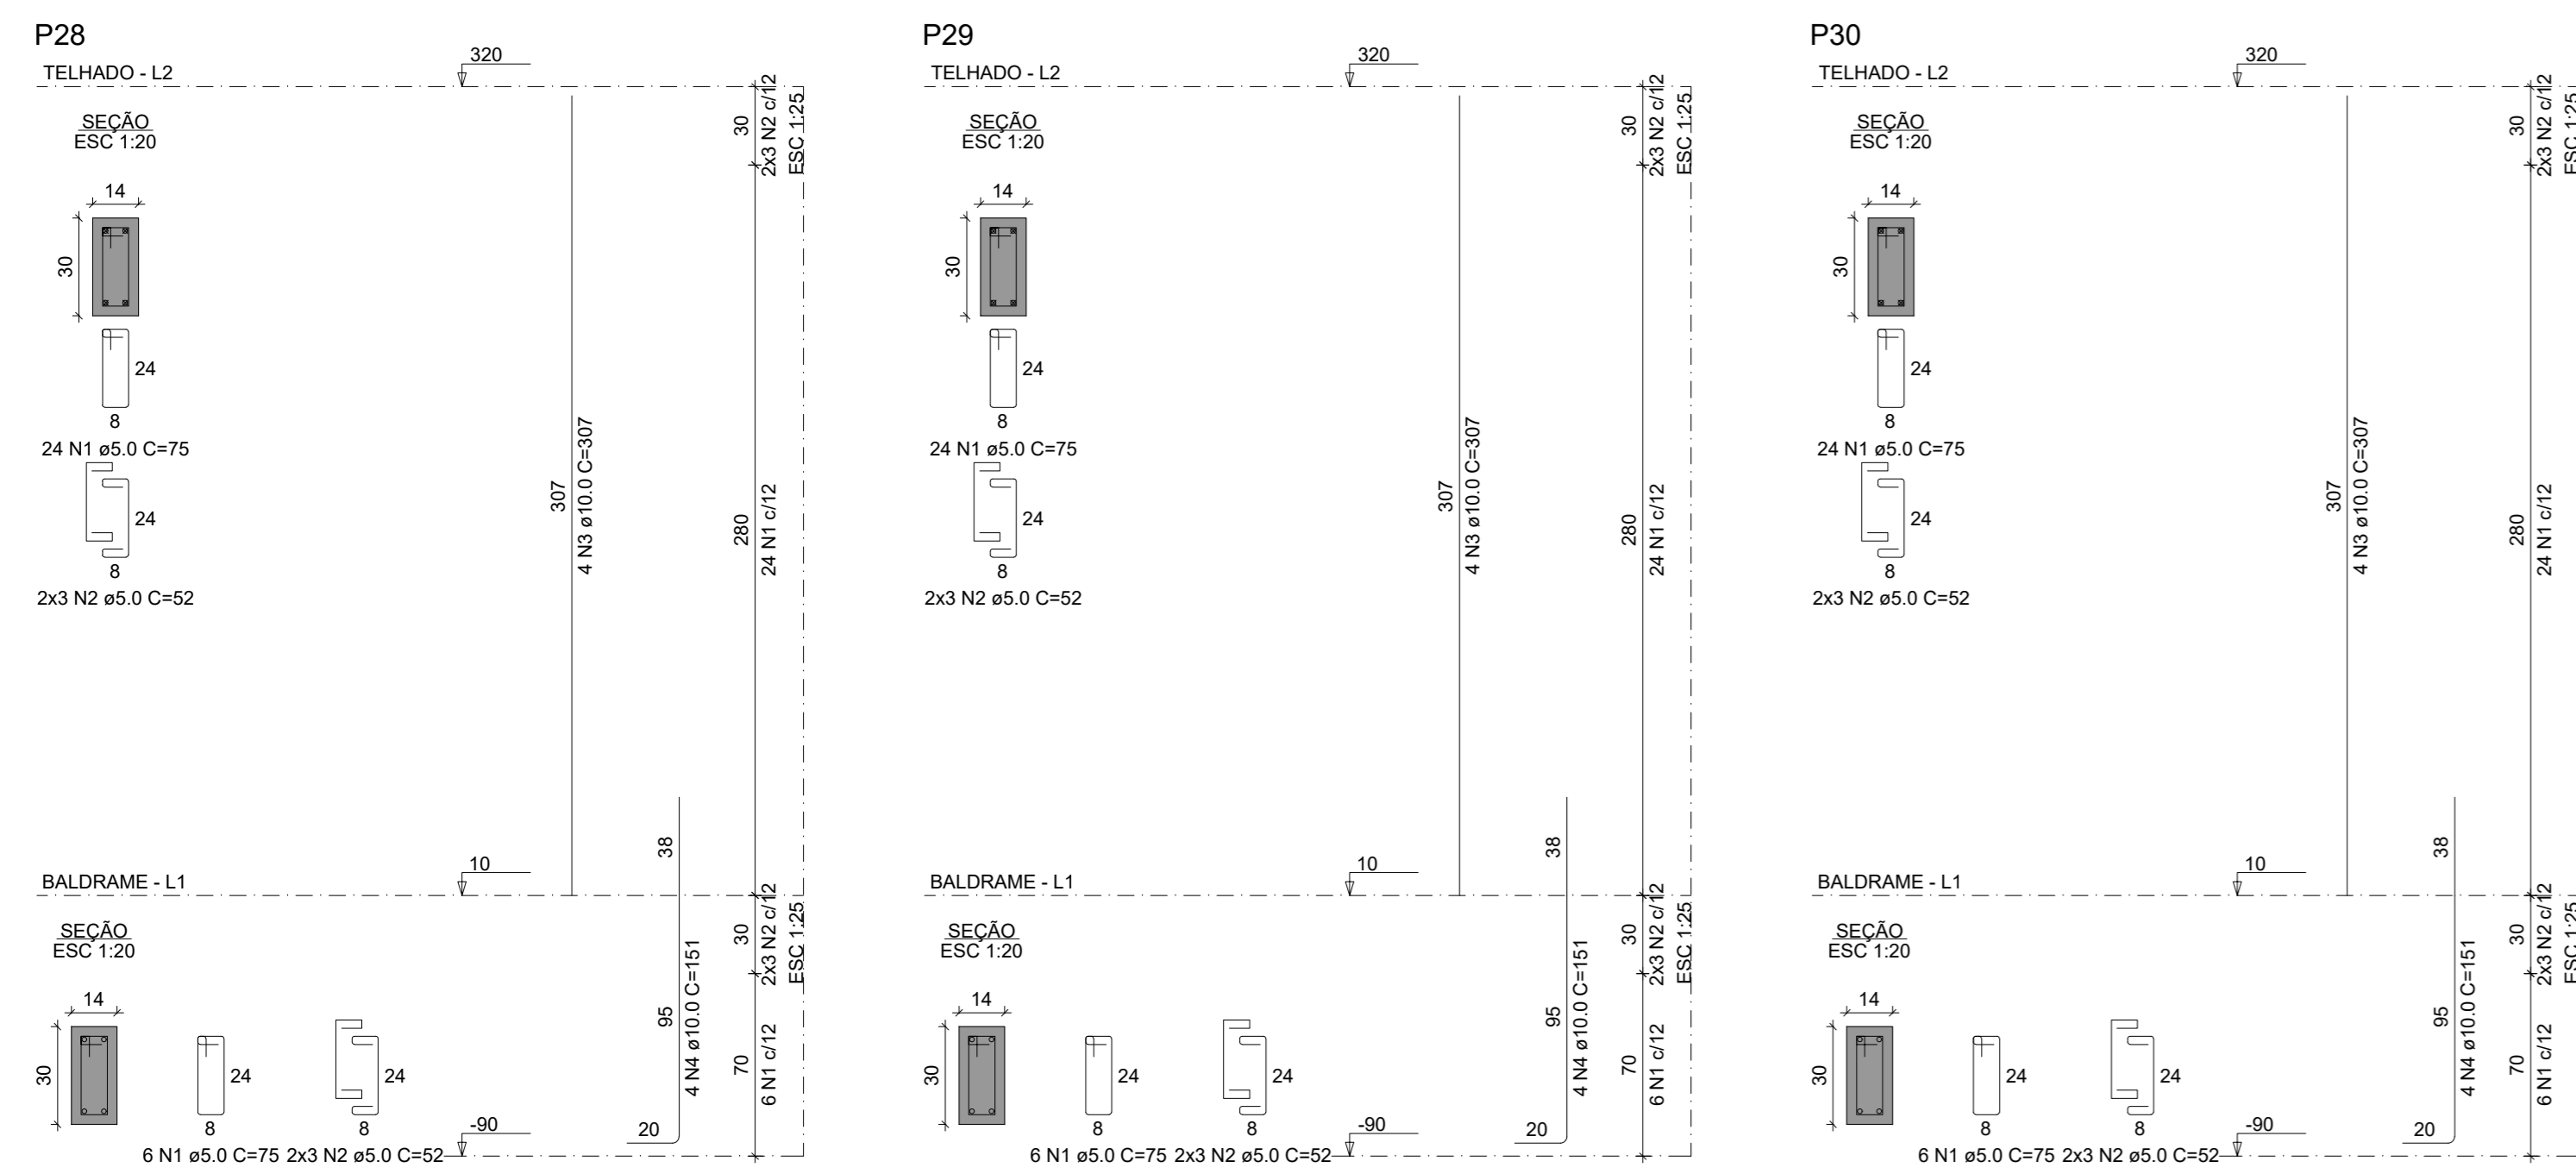 P28
TELHADO - L2
320
SEÇÃO
ESC 1:20
14
30
24
8
24 N1 ø5.0 C=75
24
8
2x3 N2 ø5.0 C=52
307
4 N3 ø10.0 C=307
30
2x3 N2 c/12
ESC 1:25
280
24 N1 c/12
BALDRAME - L1
10
SEÇÃO
ESC 1:20
14
30
24
8
6 N1 ø5.0 C=75
24
8
2x3 N2 ø5.0 C=52
-90
38
95
4 N4 ø10.0 C=151
20
30
2x3 N2 c/12
ESC 1:25
70
6 N1 c/12
P29
TELHADO - L2
320
SEÇÃO
ESC 1:20
14
30
24
8
24 N1 ø5.0 C=75
24
8
2x3 N2 ø5.0 C=52
307
4 N3 ø10.0 C=307
30
2x3 N2 c/12
ESC 1:25
280
24 N1 c/12
BALDRAME - L1
10
SEÇÃO
ESC 1:20
14
30
24
8
6 N1 ø5.0 C=75
24
8
2x3 N2 ø5.0 C=52
-90
38
95
4 N4 ø10.0 C=151
20
30
2x3 N2 c/12
ESC 1:25
70
6 N1 c/12
P30
TELHADO - L2
320
SEÇÃO
ESC 1:20
14
30
24
8
24 N1 ø5.0 C=75
24
8
2x3 N2 ø5.0 C=52
307
4 N3 ø10.0 C=307
30
2x3 N2 c/12
ESC 1:25
280
24 N1 c/12
BALDRAME - L1
10
SEÇÃO
ESC 1:20
14
30
24
8
6 N1 ø5.0 C=75
24
8
2x3 N2 ø5.0 C=52
-90
38
95
4 N4 ø10.0 C=151
20
30
2x3 N2 c/12
ESC 1:25
70
6 N1 c/12